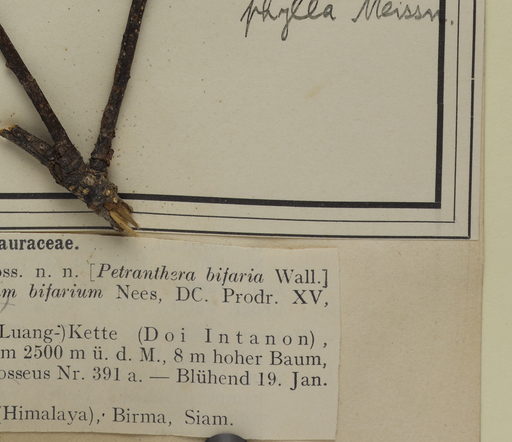 phylla Meissn.
auraceae.
oss. n. n. [Petranthera bifaria Wall.]
m bifarium Nees, DC. Prodr. XV,
Luang-)Kette (Doi Intanon),
m 2500 m ü. d. M., 8 m hoher Baum,
osseus Nr. 391 a. — Blühend 19. Jan.
(Himalaya), Birma, Siam.